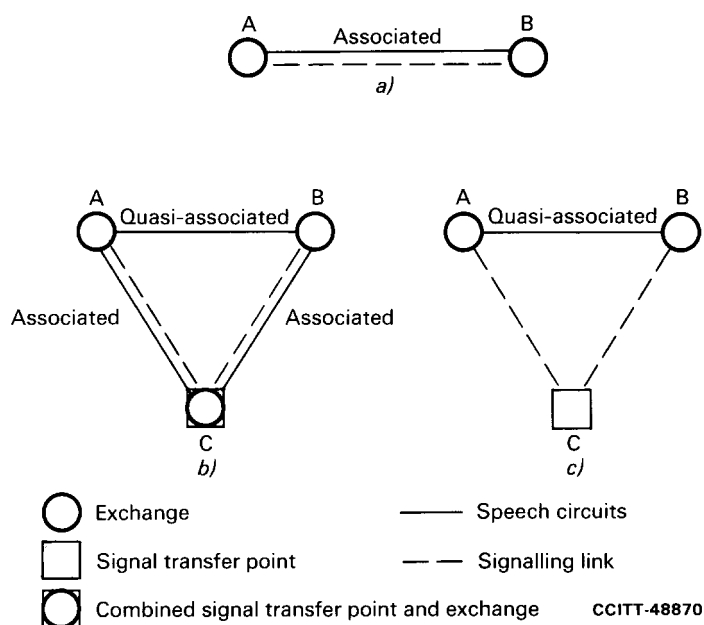 A
B
Associated
a)
A
B
Quasi-associated
Associated
Associated
C
b)
A
B
Quasi-associated
C
c)
Exchange
Speech circuits
Signal transfer point
Signalling link
Combined signal transfer point and exchange
CCITT-48870